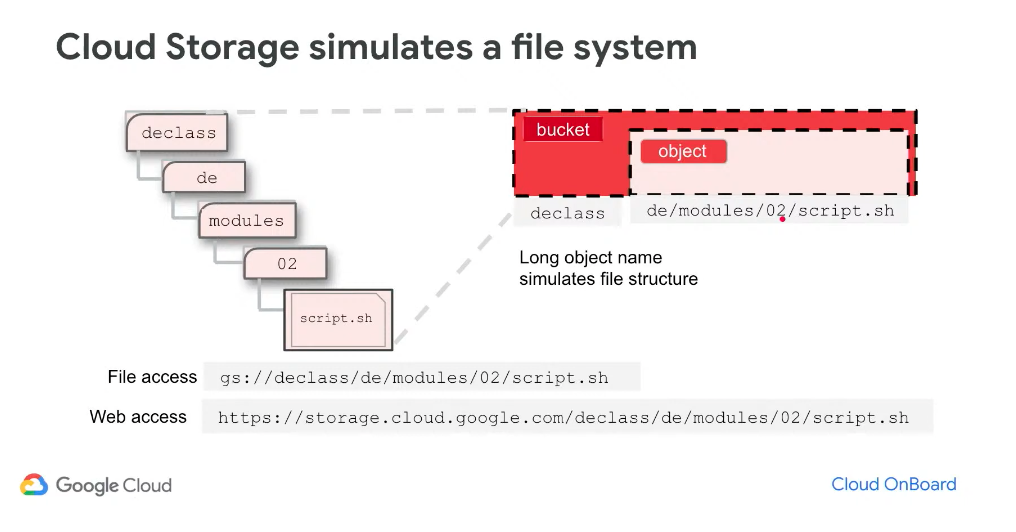 Cloud Storage simulates a file system
declass
de
modules
02
script.sh
bucket
object
declass
de/modules/02/script.sh
Long object name
simulates file structure
File access
gs://declass/de/modules/02/script.sh
Web access
https://storage.cloud.google.com/declass/de/modules/02/script.sh
Google Cloud
Cloud OnBoard